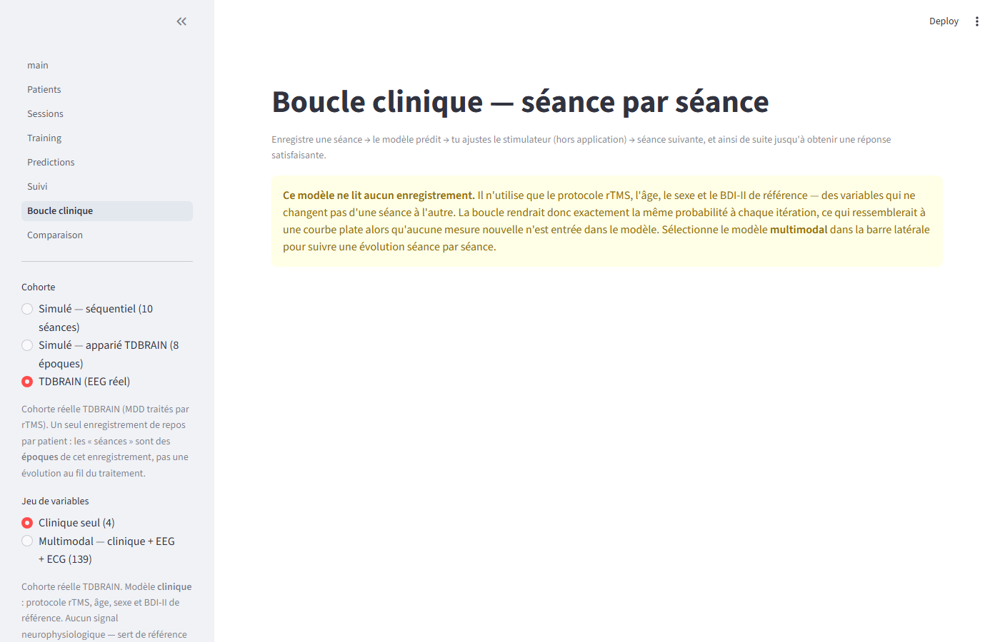 Deploy
main
Patients
Sessions
Training
Predictions
Suivi
Boucle clinique
Comparaison
Cohorte
Simulé — séquentiel (10
séances)
Simulé — apparié TDBRAIN (8
époques)
TDBRAIN (EEG réel)
Cohorte réelle TDBRAIN (MDD traités par
rTMS). Un seul enregistrement de repos
par patient : les « séances » sont des
époques de cet enregistrement, pas une
évolution au fil du traitement.
Jeu de variables
Clinique seul (4)
Multimodal — clinique + EEG
+ ECG (139)
Cohorte réelle TDBRAIN. Modèle clinique
: protocole rTMS, âge, sexe et BDI-II de
référence. Aucun signal
neurophysiologique — sert de référence
Boucle clinique — séance par séance
Enregistre une séance → le modèle prédit → tu ajustes le stimulateur (hors application) → séance suivante, et ainsi de suite jusqu'à obtenir une réponse
satisfaisante.
Ce modèle ne lit aucun enregistrement. Il n'utilise que le protocole rTMS, l'âge, le sexe et le BDI-II de référence — des variables qui ne
changent pas d'une séance à l'autre. La boucle rendrait donc exactement la même probabilité à chaque itération, ce qui ressemblerait à
une courbe plate alors qu'aucune mesure nouvelle n'est entrée dans le modèle. Sélectionne le modèle multimodal dans la barre latérale
pour suivre une évolution séance par séance.